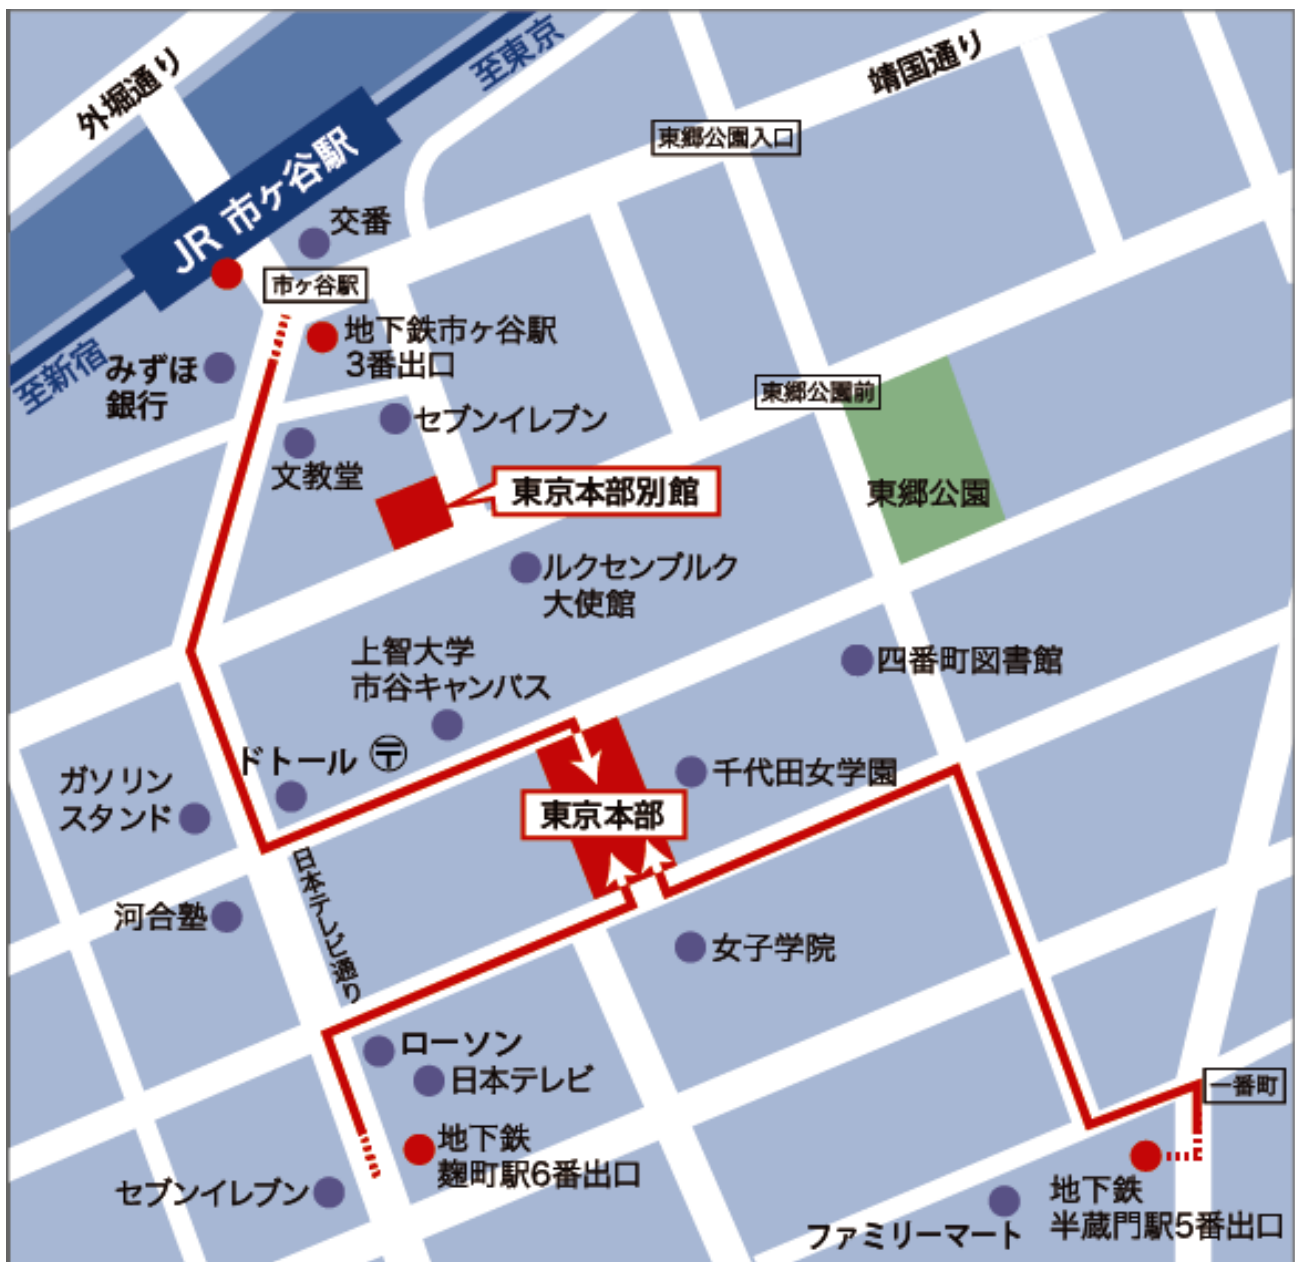 外堀通り
至東京
靖国通り
東郷公園入口
JR 市ヶ谷駅
交番
市ヶ谷駅
地下鉄市ヶ谷駅
3番出口
至新宿
みずほ
銀行
東郷公園前
セブンイレブン
文教堂
東京本部別館
東郷公園
ルクセンブルク
大使館
上智大学
市谷キャンパス
四番町図書館
ドトール 〒
ガソリン
スタンド
千代田女学園
東京本部
日本テレビ通り
河合塾
女子学院
ローソン
日本テレビ
一番町
地下鉄
麹町駅6番出口
セブンイレブン
地下鉄
半蔵門駅5番出口
ファミリーマート